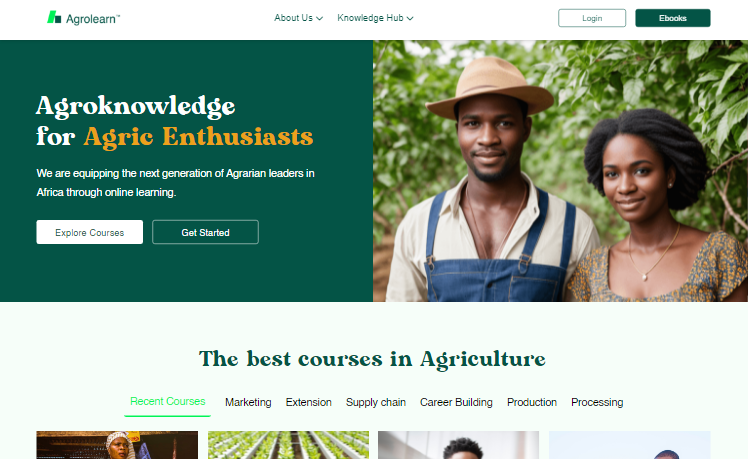 Agrolearn™
About Us
Knowledge Hub
Login
Ebooks
Agroknowledge
for Agric Enthusiasts
We are equipping the next generation of Agrarian leaders in
Africa through online learning.
Explore Courses
Get Started
The best courses in Agriculture
Recent Courses
Marketing
Extension
Supply chain
Career Building
Production
Processing